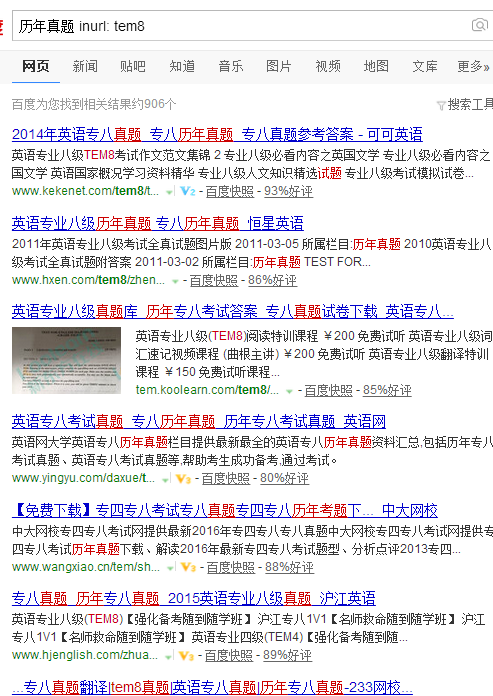 历年真题 inurl: tem8
网页 新闻 贴吧 知道 音乐 图片 视频 地图 文库 更多»
百度为您找到相关结果约906个 搜索工具
2014年英语专八真题_专八历年真题_专八真题参考答案 - 可可英语
英语专业八级TEM8考试作文范文集锦 2 专业八级必看内容之英国文学 专业八级必看内容之美
国文学 英语国家概况学习资料精华 专业八级人文知识精选试题 专业八级考试模拟试卷...
www.kekenet.com/tem8/t... V2 - 百度快照 - 93%好评
英语专业八级历年真题_专八历年真题_恒星英语
2011年英语专业八级考试全真试题图片版 2011-03-05 所属栏目:历年真题 2010英语专业八
级考试全真试题附答案 2011-03-02 所属栏目:历年真题 TEST FOR...
www.hxen.com/tem8/zhen... - 百度快照 - 86%好评
英语专业八级真题库_历年专八考试答案_专八真题试卷下载_英语专八...
英语专业八级(TEM8)阅读特训课程 ￥200 免费试听 英语专业八级词
汇速记视频课程 (曲根主讲) ￥200 免费试听 英语专业八级翻译特训
课程 ￥150 免费试听课程...
tem.koolearn.com/tem8/... - 百度快照 - 85%好评
英语专八考试真题_专八历年真题_历年专八考试真题_英语网
英语网大学英语专八历年真题栏目提供最新最全的英语专八历年真题资料汇总,包括历年专八
考试真题、英语专八考试真题等,帮助考生成功备考,通过考试。
www.yingyu.com/daxue/t... V3 - 百度快照 - 80%好评
【免费下载】专四专八考试专八真题专四专八历年考题下... _中大网校
中大网校专四专八考试网提供最新2016年专四专八专八真题中大网校专四专八考试网提供专
四专八考试历年真题下载、解读2016年最新专四专八考试题型、分析点评2013专四...
www.wangxiao.cn/tem/sh... V3 - 百度快照 - 88%好评
专八真题_历年专八真题_2015英语专业八级真题_沪江英语
英语专业八级(TEM8)【强化备考随到随学班】 沪江专八1V1【名师救命随到随学班】 沪江
专八1V1【名师救命随到随学班】 英语专业四级(TEM4)【强化备考随到随学...
www.hjenglish.com/zhua... V3 - 百度快照 - 89%好评
...专八真题翻译|tem8真题|英语专八真题|历年专八真题-233网校...